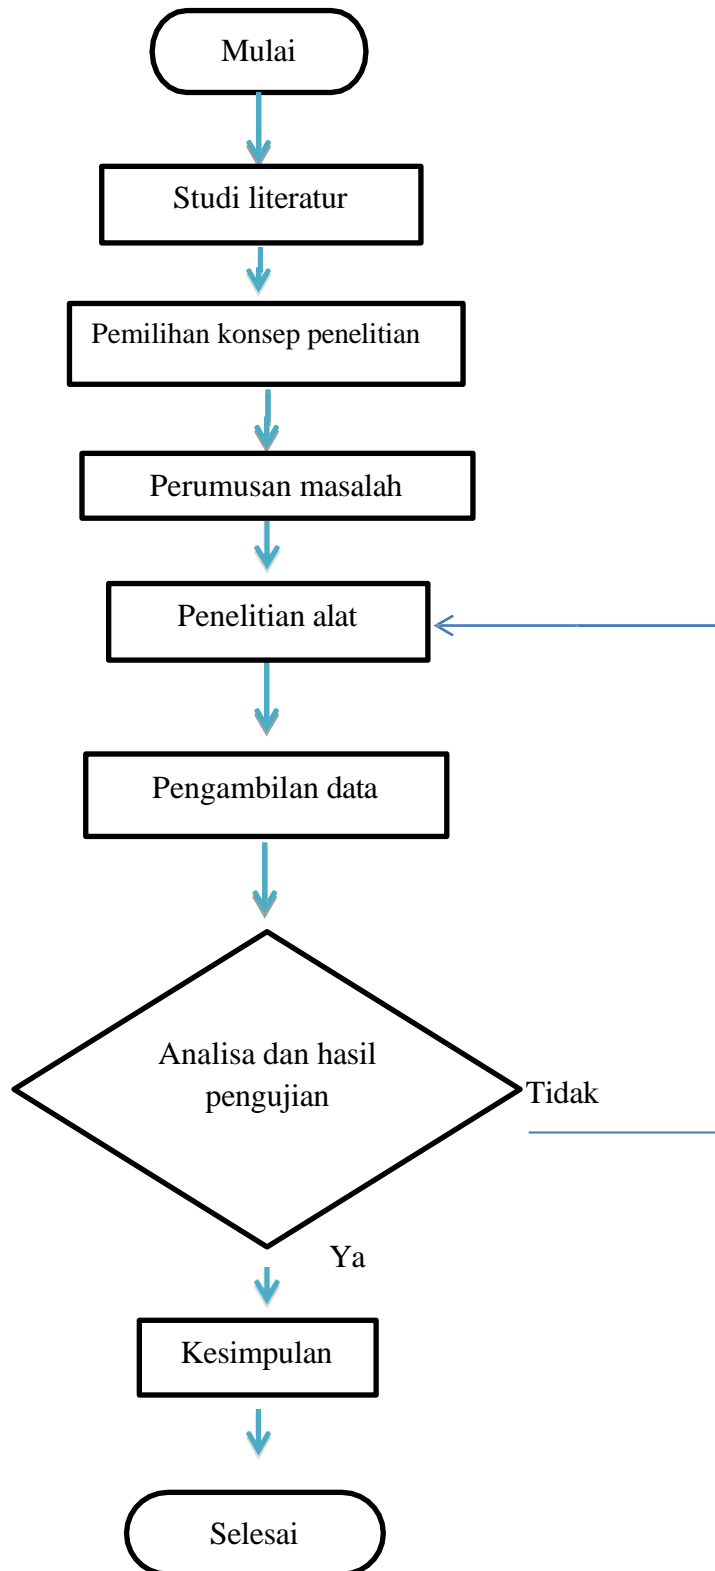 Mulai
Studi literatur
Pemilihan konsep penelitian
Perumusan masalah
Penelitian alat
Pengambilan data
Analisa dan hasil
pengujian
Tidak
Ya
Kesimpulan
Selesai